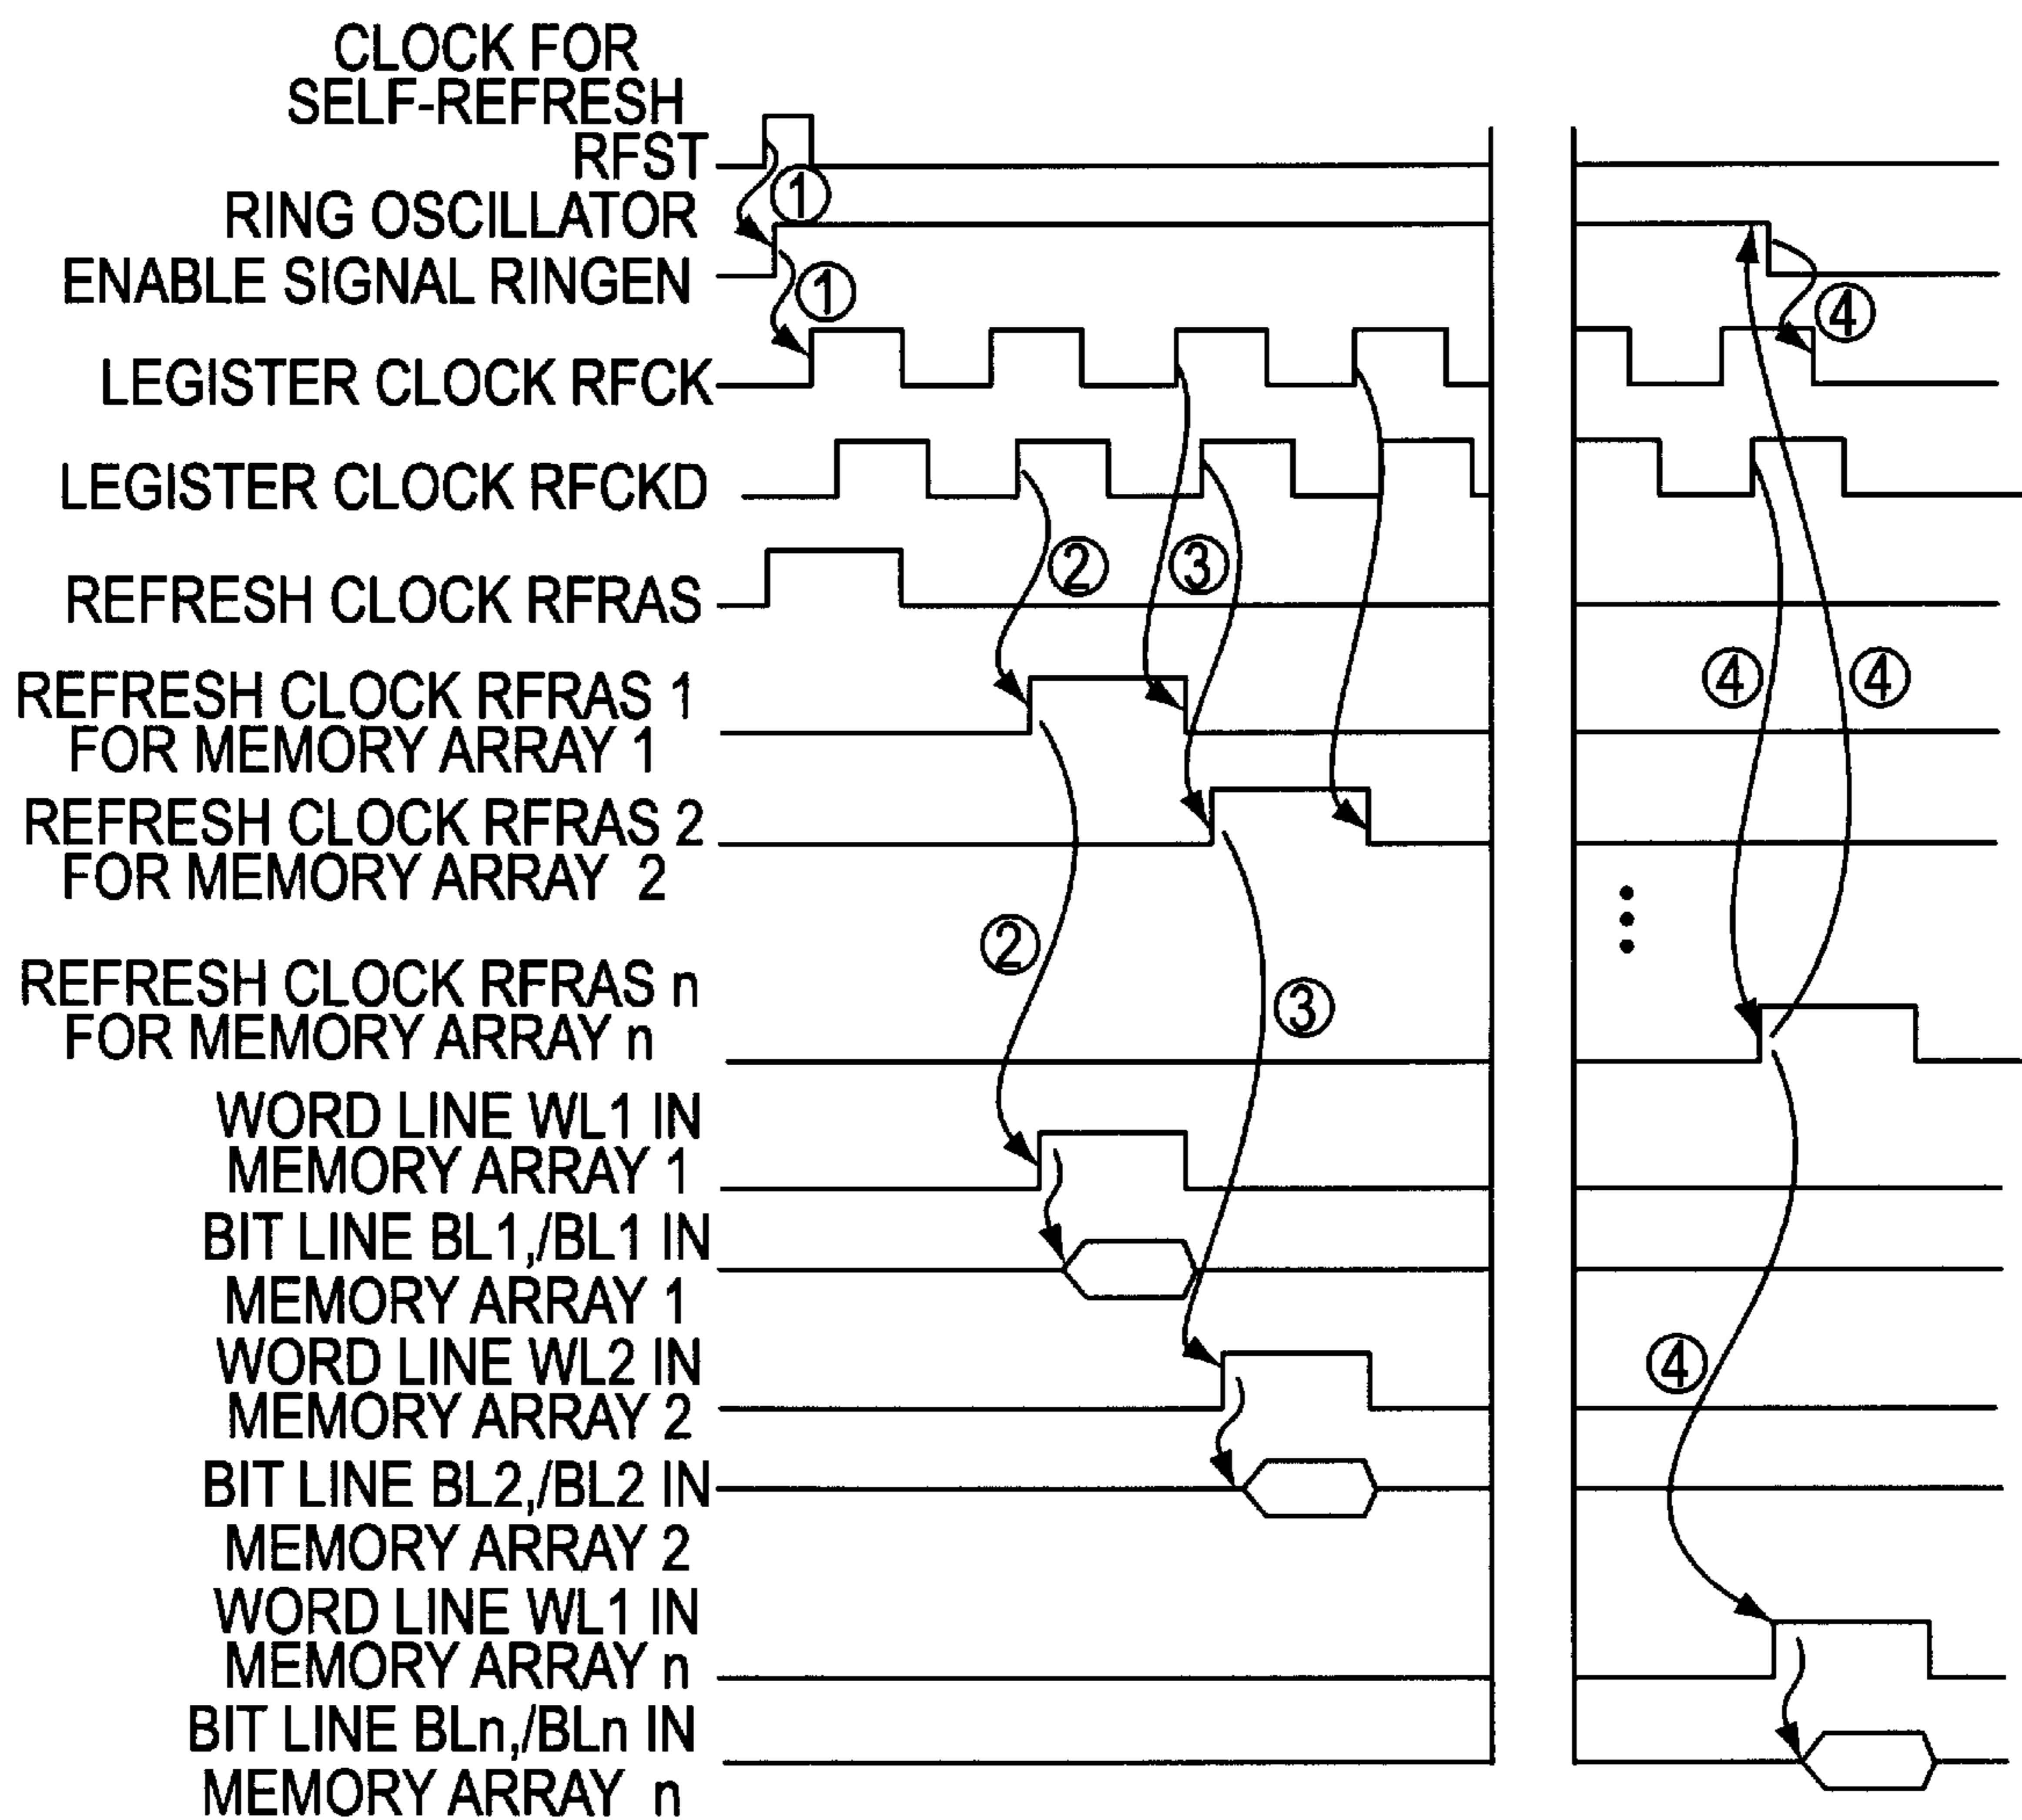 CLOCK FOR
SELF-REFRESH
RFST
①
RING OSCILLATOR
ENABLE SIGNAL RINGEN
①
④
LEGISTER CLOCK RFCK
LEGISTER CLOCK RFCKD
②
③
REFRESH CLOCK RFRAS
④
④
REFRESH CLOCK RFRAS 1
FOR MEMORY ARRAY 1
REFRESH CLOCK RFRAS 2
FOR MEMORY ARRAY 2
②
③
REFRESH CLOCK RFRAS n
FOR MEMORY ARRAY n
WORD LINE WL1 IN
MEMORY ARRAY 1
BIT LINE BL1,/BL1 IN
MEMORY ARRAY 1
WORD LINE WL2 IN
④
MEMORY ARRAY 2
BIT LINE BL2,/BL2 IN
MEMORY ARRAY 2
WORD LINE WL1 IN
MEMORY ARRAY n
BIT LINE BLn,/BLn IN
MEMORY ARRAY n